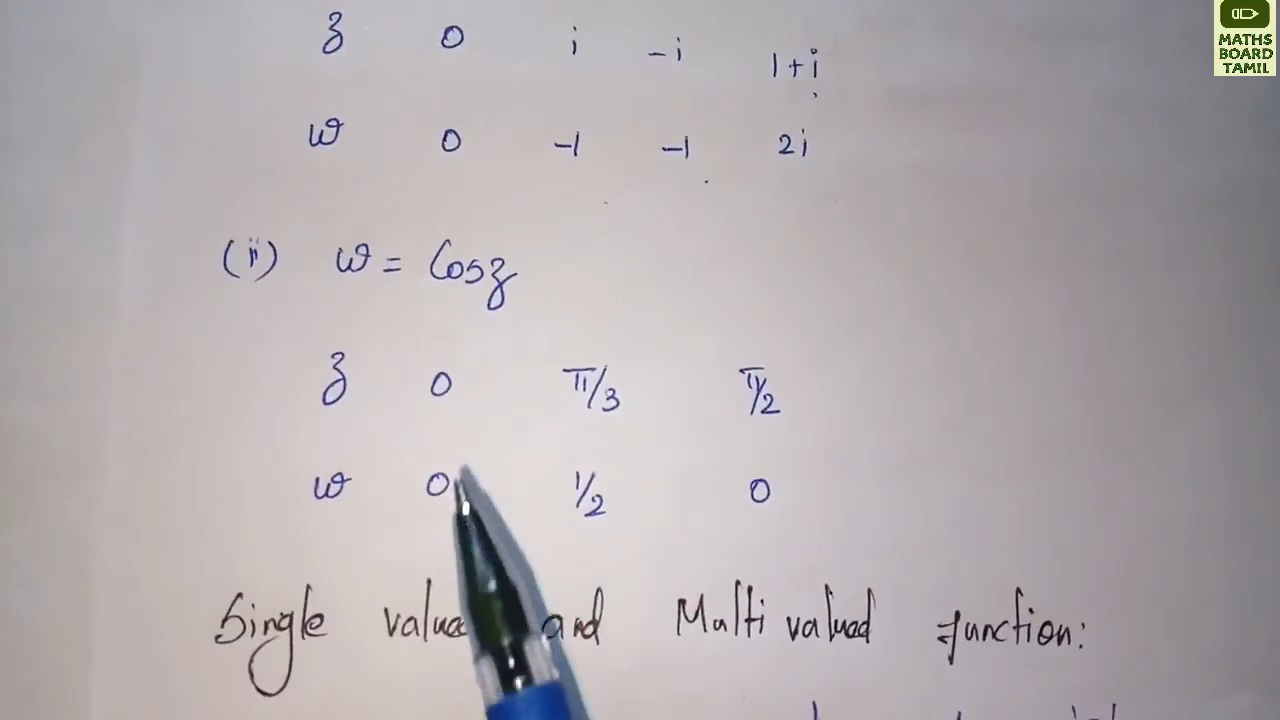 MATHS
BOARD
TAMIL
z 0 i -i 1+i
w 0 -1 -1 2i
(ii) w = Cosz
z 0 π/3 π/2
w 0 1/2 0
Single valued and Multi valued function: